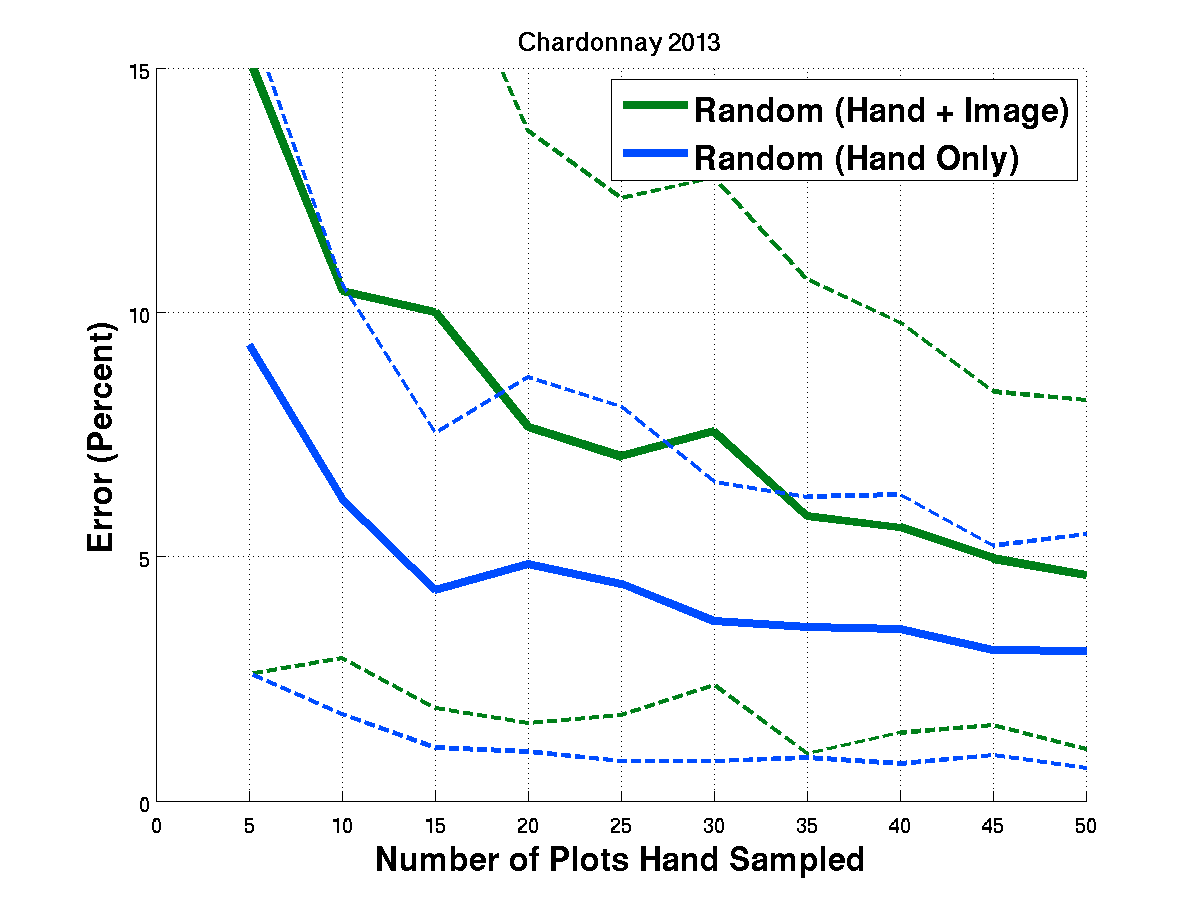 Chardonnay 2013
Random (Hand + Image)
Random (Hand Only)
Error (Percent)
15
10
5
0
0 5 10 15 20 25 30 35 40 45 50
Number of Plots Hand Sampled